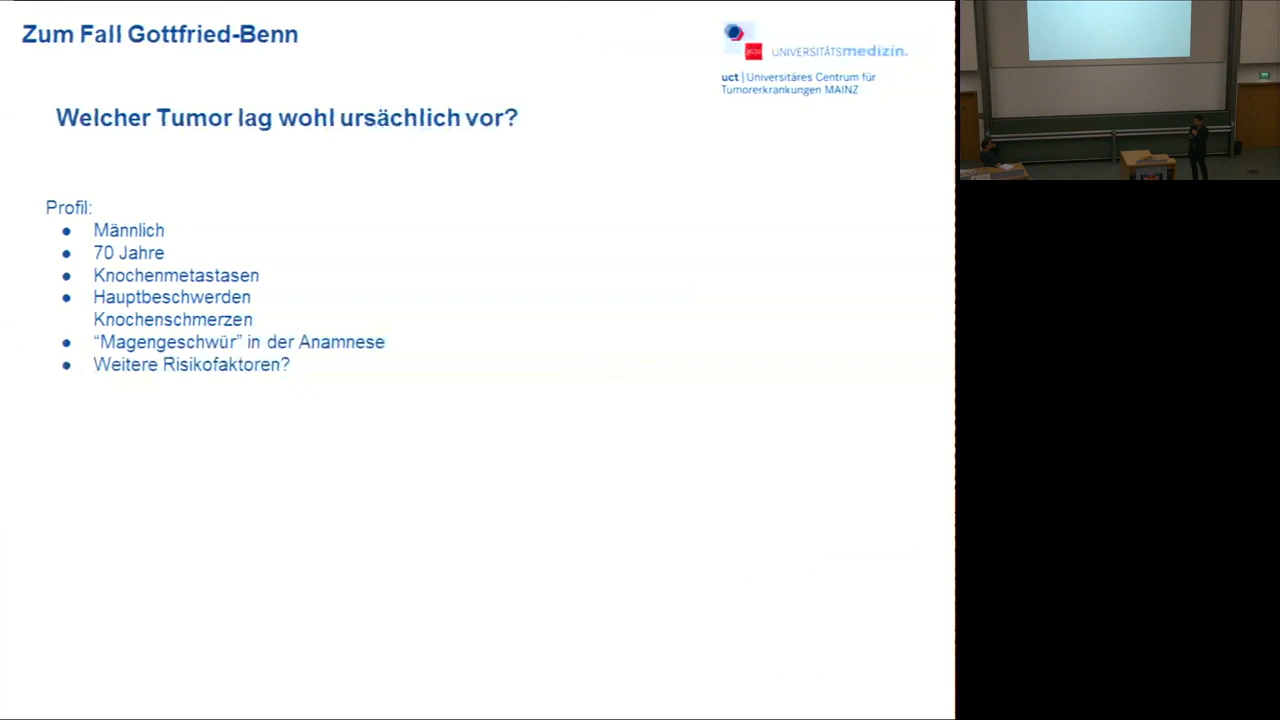 Zum Fall Gottfried-Benn
UNIVERSITÄTSmedizin.
uct | Universitäres Centrum für
Tumorerkrankungen MAINZ
Welcher Tumor lag wohl ursächlich vor?
Profil:
● Männlich
● 70 Jahre
● Knochenmetastasen
● Hauptbeschwerden
Knochenschmerzen
● “Magengeschwür” in der Anamnese
● Weitere Risikofaktoren?